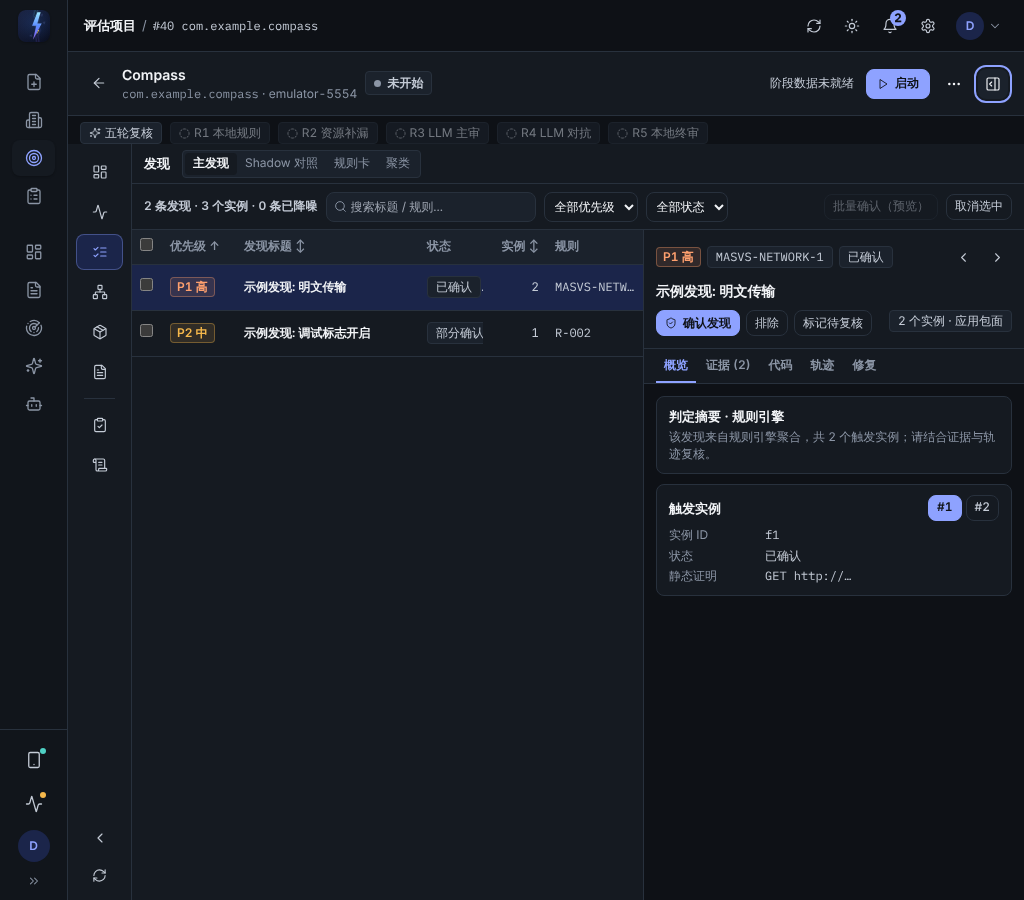 评估项目 / #40 com.example.compass
2
D
Compass
com.example.compass · emulator-5554
未开始
阶段数据未就绪
启动
五轮复核
R1 本地规则
R2 资源补漏
R3 LLM 主审
R4 LLM 对抗
R5 本地终审
发现
主发现
Shadow 对照
规则卡
聚类
2 条发现 · 3 个实例 · 0 条已降噪
搜索标题 / 规则...
全部优先级
全部状态
批量确认（预览）
取消选中
优先级 发现标题 状态 实例 规则
P1 高 示例发现: 明文传输 已确认 2 MASVS-NETW…
P2 中 示例发现: 调试标志开启 部分确认 1 R-002
P1 高 MASVS-NETWORK-1 已确认
示例发现: 明文传输
确认发现 排除 标记待复核 2 个实例 · 应用包面
概览 证据 (2) 代码 轨迹 修复
判定摘要 · 规则引擎
该发现来自规则引擎聚合，共 2 个触发实例；请结合证据与轨
迹复核。
触发实例 #1 #2
实例 ID f1
状态 已确认
静态证明 GET http://…
D